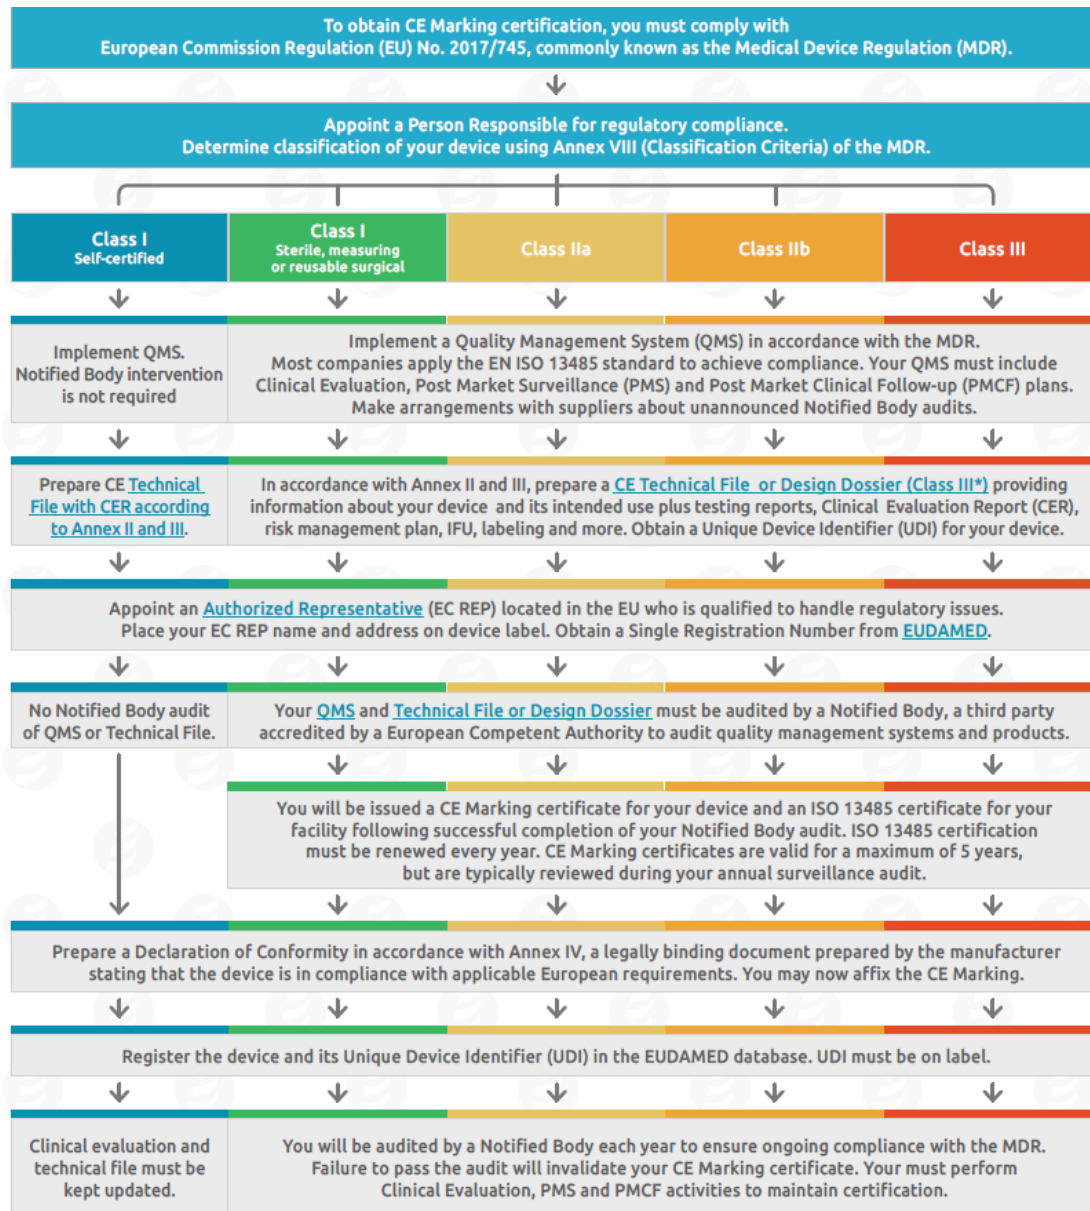 To obtain CE Marking certification, you must comply with
European Commission Regulation (EU) No. 2017/745, commonly known as the Medical Device Regulation (MDR).
Appoint a Person Responsible for regulatory compliance.
Determine classification of your device using Annex VIII (Classification Criteria) of the MDR.
Class I
Self-certified
Class I
Sterile, measuring
or reusable surgical
Class IIa
Class IIb
Class III
Implement QMS.
Notified Body intervention
is not required
Implement a Quality Management System (QMS) in accordance with the MDR.
Most companies apply the EN ISO 13485 standard to achieve compliance. Your QMS must include
Clinical Evaluation, Post Market Surveillance (PMS) and Post Market Clinical Follow-up (PMCF) plans.
Make arrangements with suppliers about unannounced Notified Body audits.
Prepare CE Technical
File with CER according
to Annex II and III.
In accordance with Annex II and III, prepare a CE Technical File or Design Dossier (Class III*) providing
information about your device and its intended use plus testing reports, Clinical Evaluation Report (CER),
risk management plan, IFU, labeling and more. Obtain a Unique Device Identifier (UDI) for your device.
Appoint an Authorized Representative (EC REP) located in the EU who is qualified to handle regulatory issues.
Place your EC REP name and address on device label. Obtain a Single Registration Number from EUDAMED.
No Notified Body audit
of QMS or Technical File.
Your QMS and Technical File or Design Dossier must be audited by a Notified Body, a third party
accredited by a European Competent Authority to audit quality management systems and products.
You will be issued a CE Marking certificate for your device and an ISO 13485 certificate for your
facility following successful completion of your Notified Body audit. ISO 13485 certification
must be renewed every year. CE Marking certificates are valid for a maximum of 5 years,
but are typically reviewed during your annual surveillance audit.
Prepare a Declaration of Conformity in accordance with Annex IV, a legally binding document prepared by the manufacturer
stating that the device is in compliance with applicable European requirements. You may now affix the CE Marking.
Register the device and its Unique Device Identifier (UDI) in the EUDAMED database. UDI must be on label.
Clinical evaluation and
technical file must be
kept updated.
You will be audited by a Notified Body each year to ensure ongoing compliance with the MDR.
Failure to pass the audit will invalidate your CE Marking certificate. Your must perform
Clinical Evaluation, PMS and PMCF activities to maintain certification.